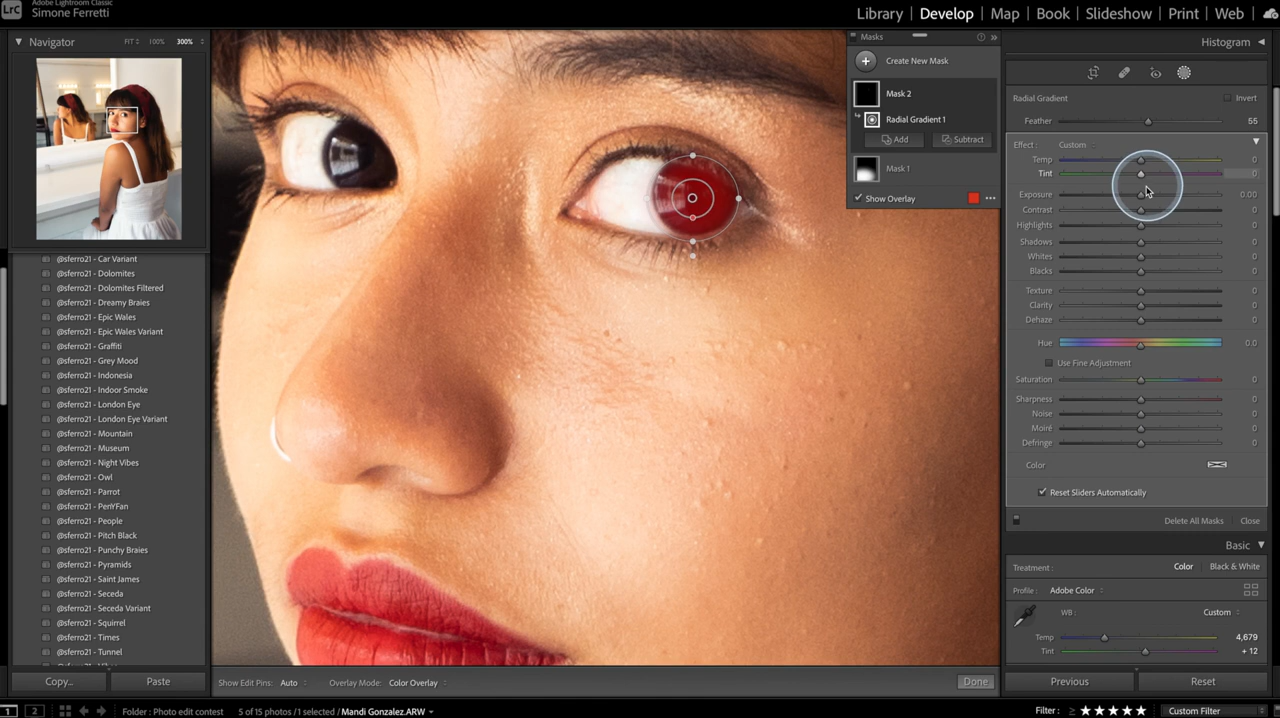 LrC
Adobe Lightroom Classic
Simone Ferretti
Library | Develop | Map | Book | Slideshow | Print | Web
Navigator
FIT
100%
300%
@sferro21 - Car Variant
@sferro21 - Dolomites
@sferro21 - Dolomites Filtered
@sferro21 - Dreamy Braies
@sferro21 - Epic Wales
@sferro21 - Epic Wales Variant
@sferro21 - Graffiti
@sferro21 - Grey Mood
@sferro21 - Indonesia
@sferro21 - Indoor Smoke
@sferro21 - London Eye
@sferro21 - London Eye Variant
@sferro21 - Mountain
@sferro21 - Museum
@sferro21 - Night Vibes
@sferro21 - Owl
@sferro21 - Parrot
@sferro21 - PenYFan
@sferro21 - People
@sferro21 - Pitch Black
@sferro21 - Punchy Braies
@sferro21 - Pyramids
@sferro21 - Saint James
@sferro21 - Seceda
@sferro21 - Seceda Variant
@sferro21 - Squirrel
@sferro21 - Times
@sferro21 - Tunnel
Copy...
Paste
Masks
Create New Mask
Mask 2
Radial Gradient 1
Add
Subtract
Mask 1
Show Overlay
Histogram
Radial Gradient
Invert
Feather 55
Effect : Custom
Temp 0
Tint 0
Exposure 0.00
Contrast 0
Highlights 0
Shadows 0
Whites 0
Blacks 0
Texture 0
Clarity 0
Dehaze 0
Hue 0.0
Use Fine Adjustment
Saturation 0
Sharpness 0
Noise 0
Moiré 0
Defringe 0
Color
Reset Sliders Automatically
Delete All Masks
Close
Basic
Treatment : Color Black & White
Profile : Adobe Color
WB : Custom
Temp 4,679
Tint + 12
Previous
Reset
Show Edit Pins: Auto
Overlay Mode: Color Overlay
Done
1
2
Folder : Photo edit contest
5 of 15 photos / 1 selected / Mandi Gonzalez.ARW
Filter : ≥ ★★★★★
Custom Filter